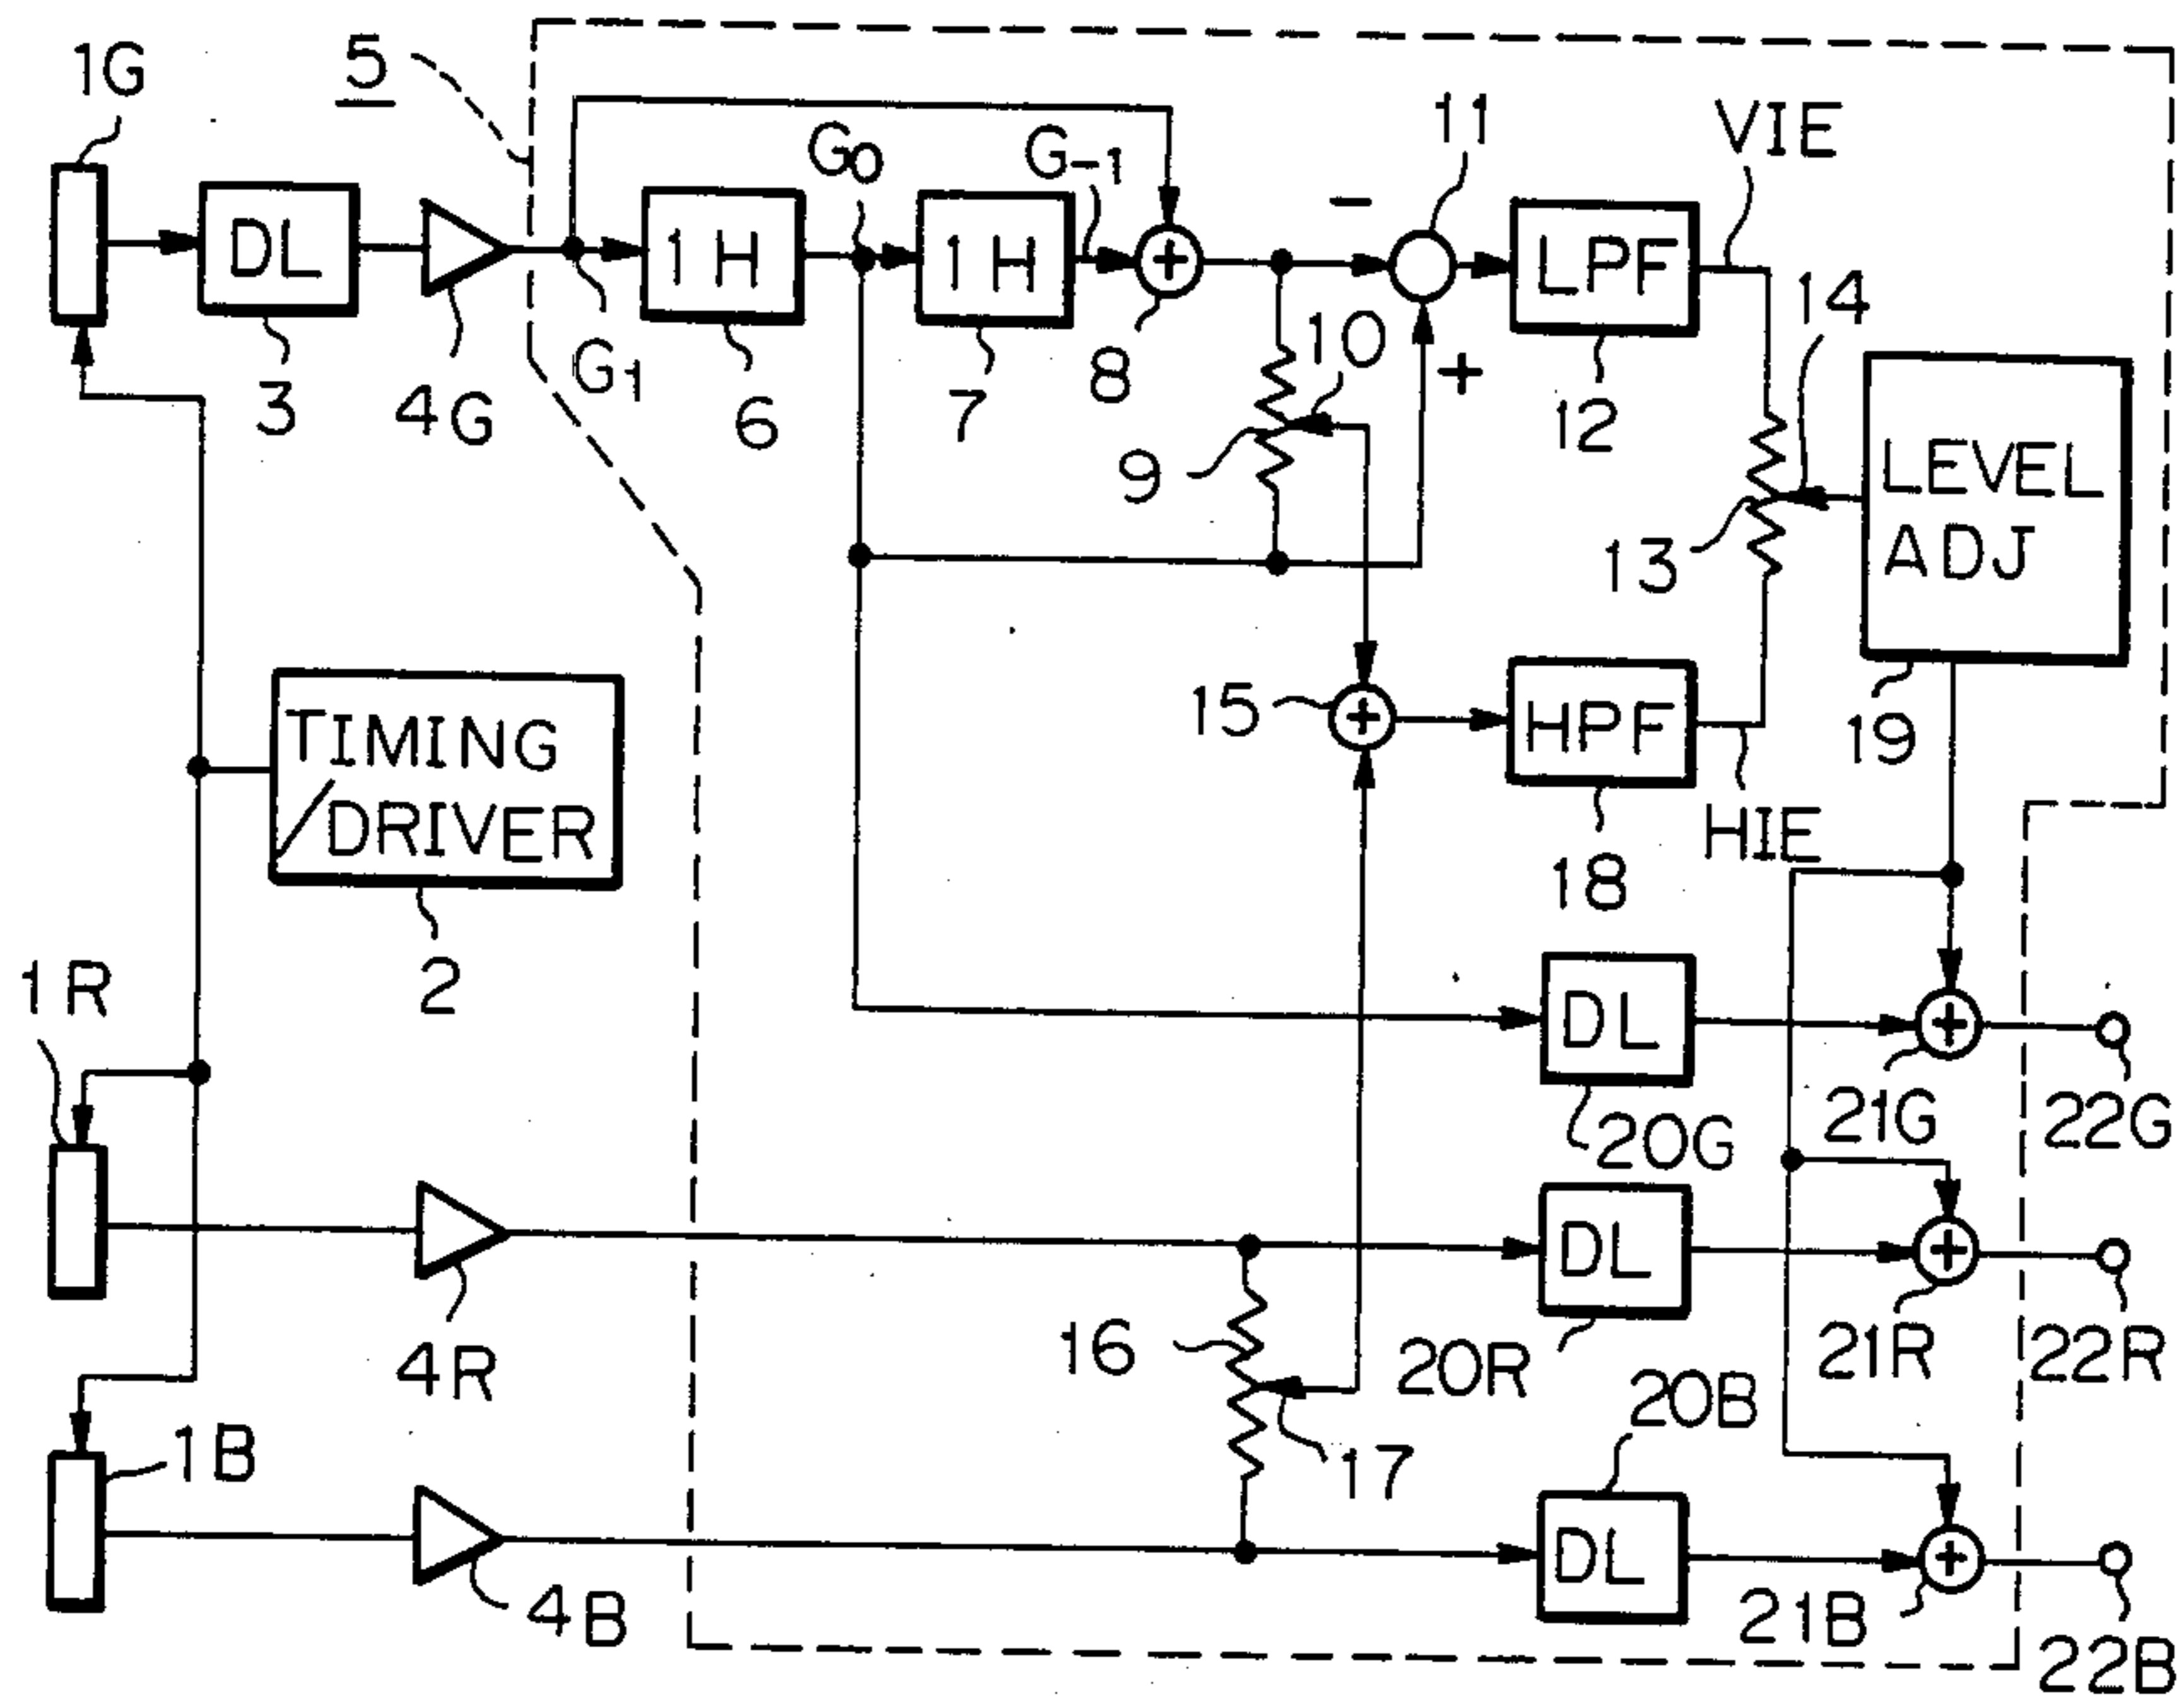 1G
5
G0
G-1
11
VIE
-
DL
1H
1H
+
LPF
14
3
4G
G1
6
7
8
10
+
12
9
13
LEVEL
ADJ
TIMING
/DRIVER
15
+
HPF
19
18
HIE
2
1R
DL
+
20G
21G
22G
4R
16
DL
+
20R
21R
22R
17
20B
1B
4B
DL
+
21B
22B